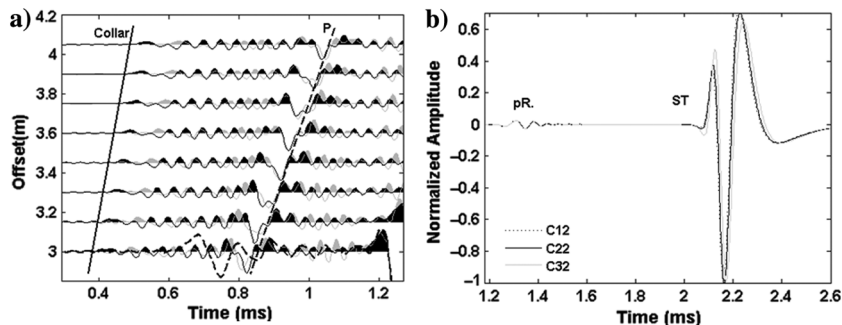 a)
Collar
P
4.2
4
3.8
3.6
3.4
3.2
3
Offset(m)
0.4 0.6 0.8 1 1.2
Time (ms)
b)
0.6
0.4
0.2
0
−0.2
−0.4
−0.6
−0.8
−1
Normalized Amplitude
pR.
ST
C12
C22
C32
1.2 1.4 1.6 1.8 2 2.2 2.4 2.6
Time (ms)